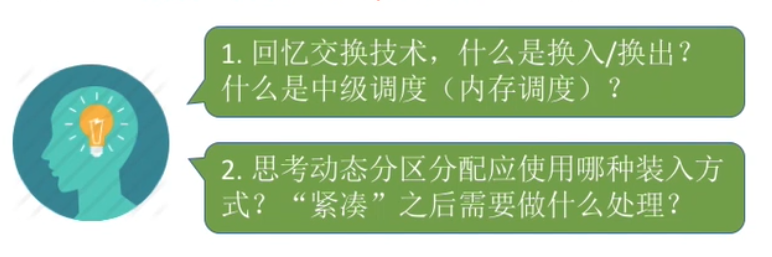 1. 回忆交换技术，什么是换入/换出？
什么是中级调度（内存调度）？
2. 思考动态分区分配应使用哪种装入方
式？“紧凑”之后需要做什么处理？